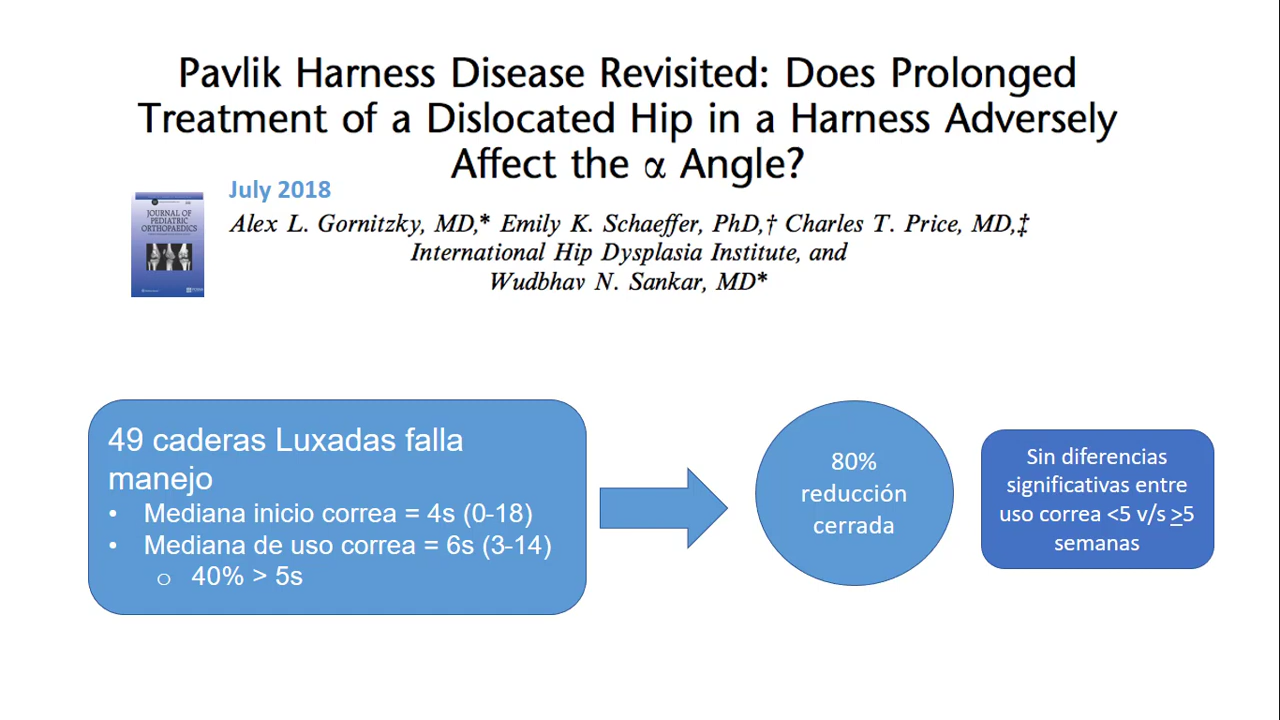 Pavlik Harness Disease Revisited: Does Prolonged
Treatment of a Dislocated Hip in a Harness Adversely
Affect the α Angle?
July 2018
JOURNAL OF
PEDIATRIC
ORTHOPAEDICS
Alex L. Gornitzky, MD,* Emily K. Schaeffer, PhD,† Charles T. Price, MD,‡
International Hip Dysplasia Institute, and
Wudbhav N. Sankar, MD*
49 caderas Luxadas falla
manejo
• Mediana inicio correa = 4s (0-18)
• Mediana de uso correa = 6s (3-14)
○ 40% > 5s
80%
reducción
cerrada
Sin diferencias
significativas entre
uso correa <5 v/s ≥5
semanas